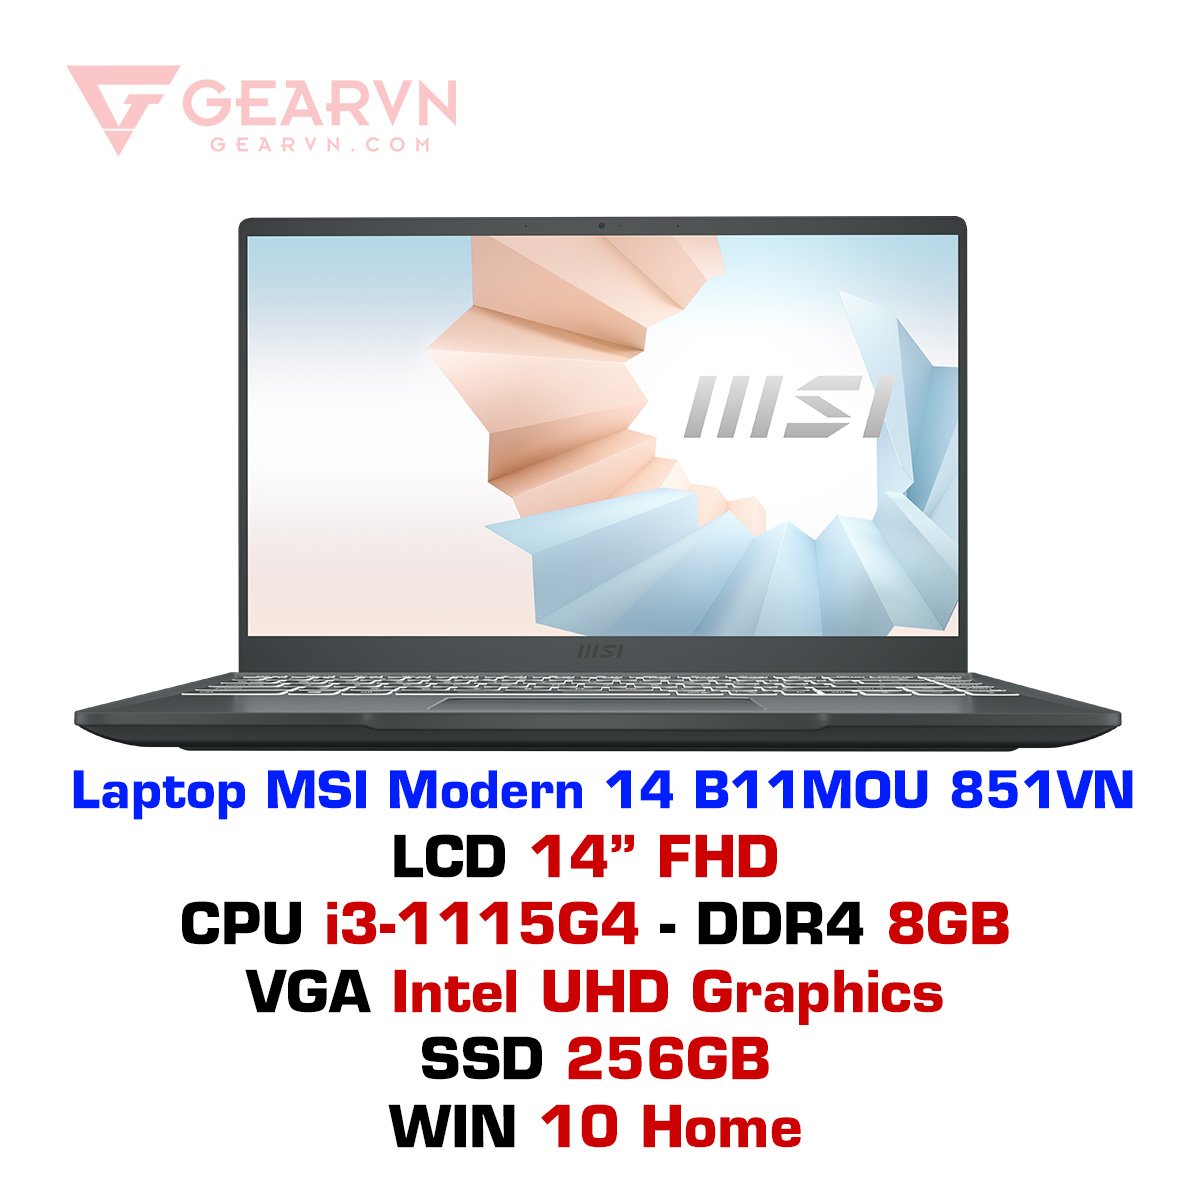 GEARVN
GEARVN.COM
msi
msi
Laptop MSI Modern 14 B11MOU 851VN
LCD 14” FHD
CPU i3-1115G4 - DDR4 8GB
VGA Intel UHD Graphics
SSD 256GB
WIN 10 Home